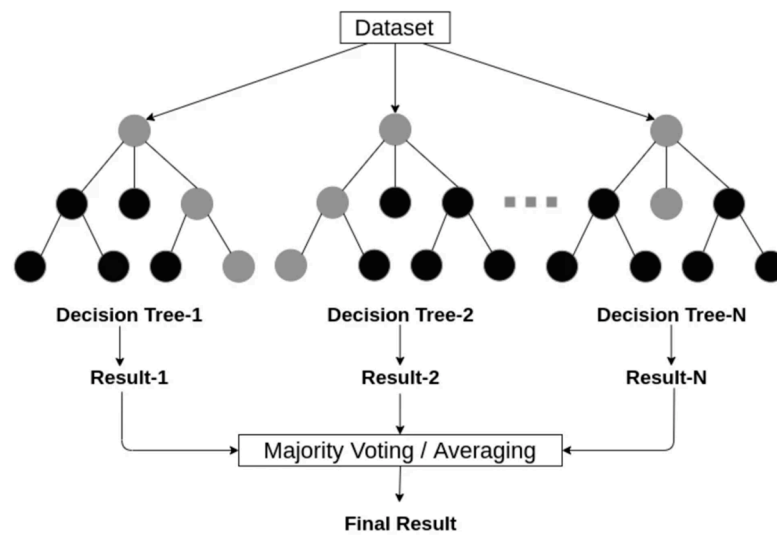 Dataset
Decision Tree-1
Decision Tree-2
Decision Tree-N
Result-1
Result-2
Result-N
Majority Voting / Averaging
Final Result